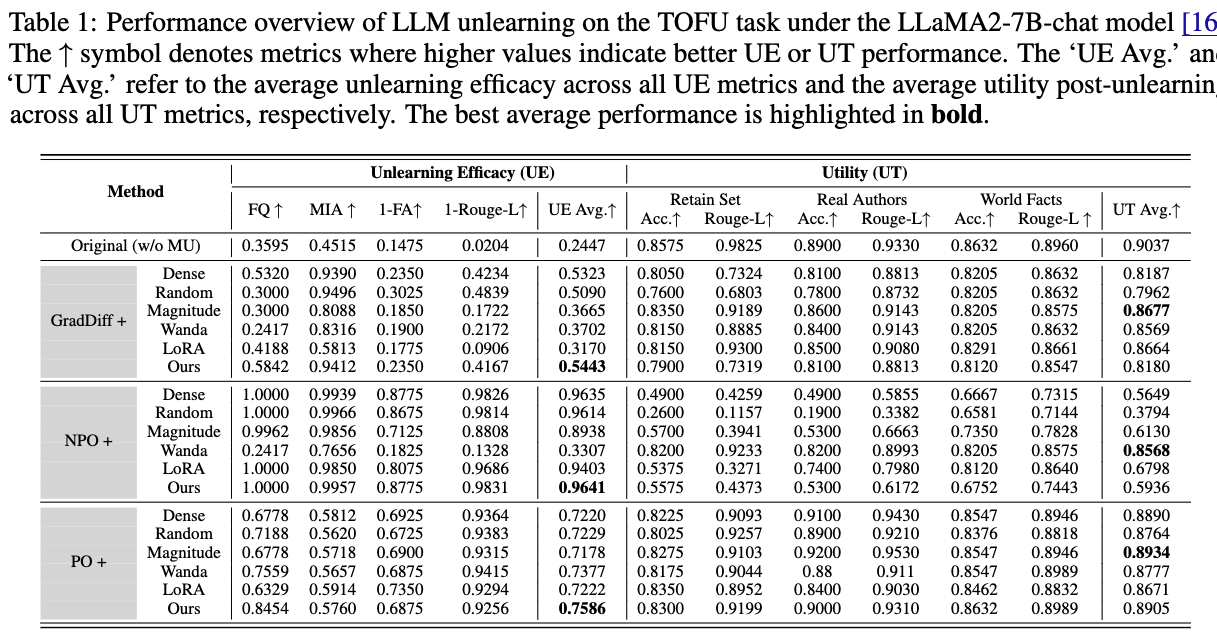 Table 1: Performance overview of LLM unlearning on the TOFU task under the LLaMA2-7B-chat model [16
The ↑ symbol denotes metrics where higher values indicate better UE or UT performance. The ‘UE Avg.’ an
‘UT Avg.’ refer to the average unlearning efficacy across all UE metrics and the average utility post-unlearning
across all UT metrics, respectively. The best average performance is highlighted in bold.
Method Unlearning Efficacy (UE) Utility (UT)
FQ ↑ MIA ↑ 1-FA↑ 1-Rouge-L↑ UE Avg.↑ Retain Set Real Authors World Facts UT Avg.↑
Acc.↑ Rouge-L↑ Acc.↑ Rouge-L↑ Acc.↑ Rouge-L ↑
Original (w/o MU) 0.3595 0.4515 0.1475 0.0204 0.2447 0.8575 0.9825 0.8900 0.9330 0.8632 0.8960 0.9037
GradDiff +
Dense 0.5320 0.9390 0.2350 0.4234 0.5323 0.8050 0.7324 0.8100 0.8813 0.8205 0.8632 0.8187
Random 0.3000 0.9496 0.3025 0.4839 0.5090 0.7600 0.6803 0.7800 0.8732 0.8205 0.8632 0.7962
Magnitude 0.3000 0.8088 0.1850 0.1722 0.3665 0.8350 0.9189 0.8600 0.9143 0.8205 0.8575 0.8677
Wanda 0.2417 0.8316 0.1900 0.2172 0.3702 0.8150 0.8885 0.8400 0.9143 0.8205 0.8632 0.8569
LoRA 0.4188 0.5813 0.1775 0.0906 0.3170 0.8150 0.9300 0.8500 0.9080 0.8291 0.8661 0.8664
Ours 0.5842 0.9412 0.2350 0.4167 0.5443 0.7900 0.7319 0.8100 0.8813 0.8120 0.8547 0.8180
NPO +
Dense 1.0000 0.9939 0.8775 0.9826 0.9635 0.4900 0.4259 0.4900 0.5855 0.6667 0.7315 0.5649
Random 1.0000 0.9966 0.8675 0.9814 0.9614 0.2600 0.1157 0.1900 0.3382 0.6581 0.7144 0.3794
Magnitude 0.9962 0.9856 0.7125 0.8808 0.8938 0.5700 0.3941 0.5300 0.6663 0.7350 0.7828 0.6130
Wanda 0.2417 0.7656 0.1825 0.1328 0.3307 0.8200 0.9233 0.8200 0.8993 0.8205 0.8575 0.8568
LoRA 1.0000 0.9850 0.8075 0.9686 0.9403 0.5375 0.3271 0.7400 0.7980 0.8120 0.8640 0.6798
Ours 1.0000 0.9957 0.8775 0.9831 0.9641 0.5575 0.4373 0.5300 0.6172 0.6752 0.7443 0.5936
PO +
Dense 0.6778 0.5812 0.6925 0.9364 0.7220 0.8225 0.9093 0.9100 0.9430 0.8547 0.8946 0.8890
Random 0.7188 0.5620 0.6725 0.9383 0.7229 0.8025 0.9257 0.8900 0.9210 0.8376 0.8818 0.8764
Magnitude 0.6778 0.5718 0.6900 0.9315 0.7178 0.8275 0.9103 0.9200 0.9530 0.8547 0.8946 0.8934
Wanda 0.7559 0.5657 0.6875 0.9415 0.7377 0.8175 0.9044 0.88 0.911 0.8547 0.8989 0.8777
LoRA 0.6329 0.5914 0.7350 0.9294 0.7222 0.8350 0.8952 0.8400 0.9030 0.8462 0.8832 0.8671
Ours 0.8454 0.5760 0.6875 0.9256 0.7586 0.8300 0.9199 0.9000 0.9310 0.8632 0.8989 0.8905